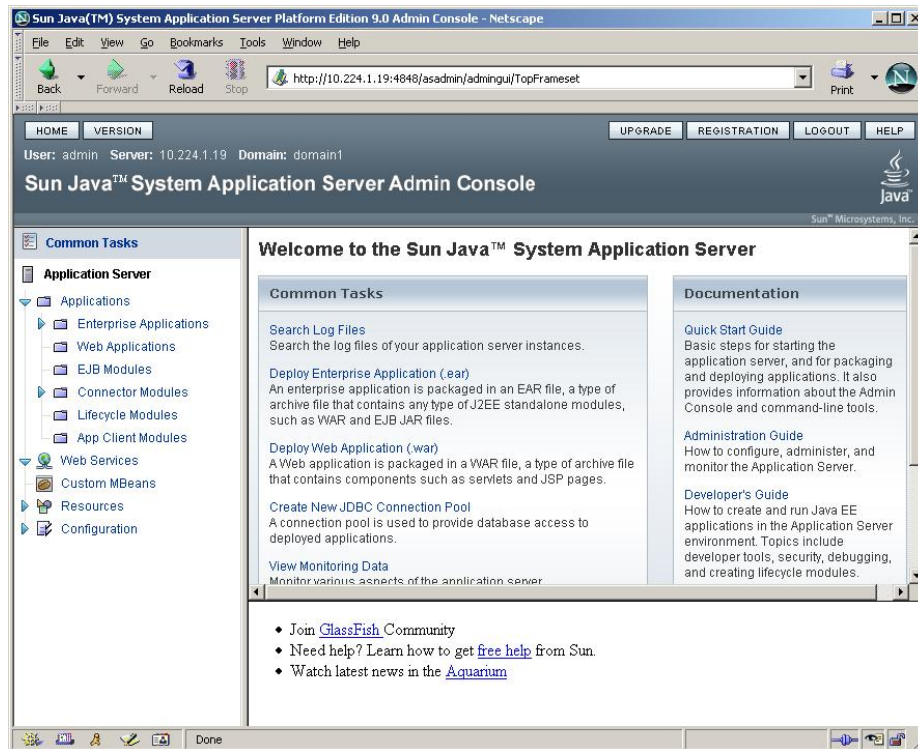 Sun Java(TM) System Application Server Platform Edition 9.0 Admin Console - Netscape
File Edit View Go Bookmarks Tools Window Help
Back Forward Reload Stop http://10.224.1.19:4848/asadmin/admingui/TopFrameset Print
HOME VERSION UPGRADE REGISTRATION LOGOUT HELP
User: admin Server: 10.224.1.19 Domain: domain1
Sun Java™ System Application Server Admin Console
Java™
Sun™ Microsystems, Inc.
Common Tasks
Application Server
Applications
Enterprise Applications
Web Applications
EJB Modules
Connector Modules
Lifecycle Modules
App Client Modules
Web Services
Custom MBeans
Resources
Configuration
Welcome to the Sun Java™ System Application Server
Common Tasks
Search Log Files
Search the log files of your application server instances.
Deploy Enterprise Application (.ear)
An enterprise application is packaged in an EAR file, a type of
archive file that contains any type of J2EE standalone modules,
such as WAR and EJB JAR files.
Deploy Web Application (.war)
A Web application is packaged in a WAR file, a type of archive file
that contains components such as servlets and JSP pages.
Create New JDBC Connection Pool
A connection pool is used to provide database access to
deployed applications.
View Monitoring Data
Monitor various aspects of the application server
Documentation
Quick Start Guide
Basic steps for starting the
application server, and for packaging
and deploying applications. It also
provides information about the Admin
Console and command-line tools.
Administration Guide
How to configure, administer, and
monitor the Application Server.
Developer's Guide
How to create and run Java EE
applications in the Application Server
environment. Topics include
developer tools, security, debugging,
and creating lifecycle modules.
Join GlassFish Community
Need help? Learn how to get free help from Sun.
Watch latest news in the Aquarium
Done